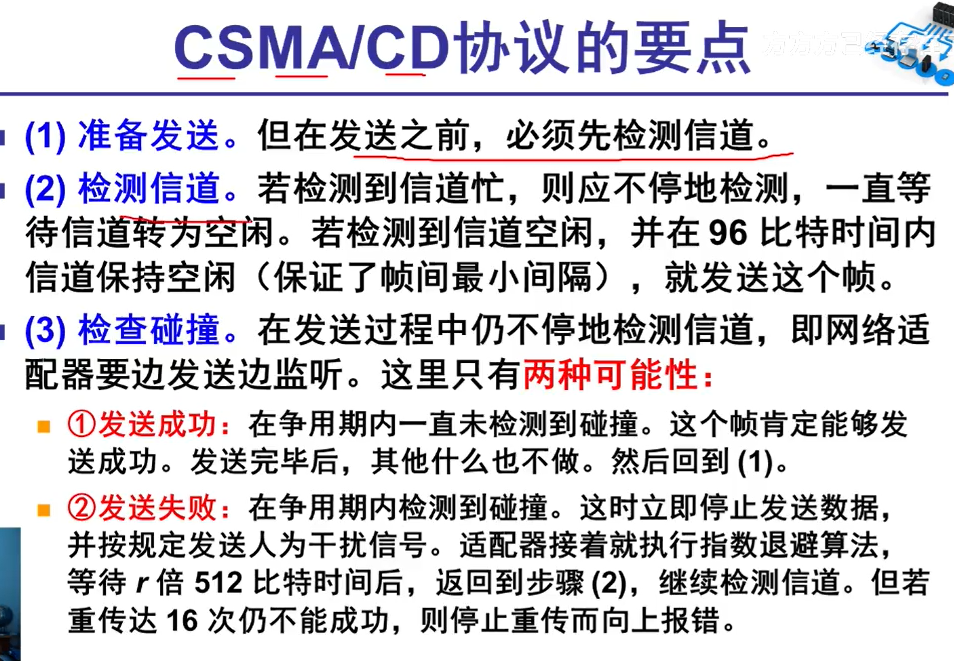 CSMA/CD协议的要点
(1) 准备发送。但在发送之前，必须先检测信道。
(2) 检测信道。若检测到信道忙，则应不停地检测，一直等
待信道转为空闲。若检测到信道空闲，并在 96 比特时间内
信道保持空闲（保证了帧间最小间隔），就发送这个帧。
(3) 检查碰撞。在发送过程中仍不停地检测信道，即网络适
配器要边发送边监听。这里只有两种可能性：
①发送成功：在争用期内一直未检测到碰撞。这个帧肯定能够发
送成功。发送完毕后，其他什么也不做。然后回到 (1)。
②发送失败：在争用期内检测到碰撞。这时立即停止发送数据，
并按规定发送人为干扰信号。适配器接着就执行指数退避算法，
等待 r 倍 512 比特时间后，返回到步骤 (2)，继续检测信道。但若
重传达 16 次仍不能成功，则停止重传而向上报错。